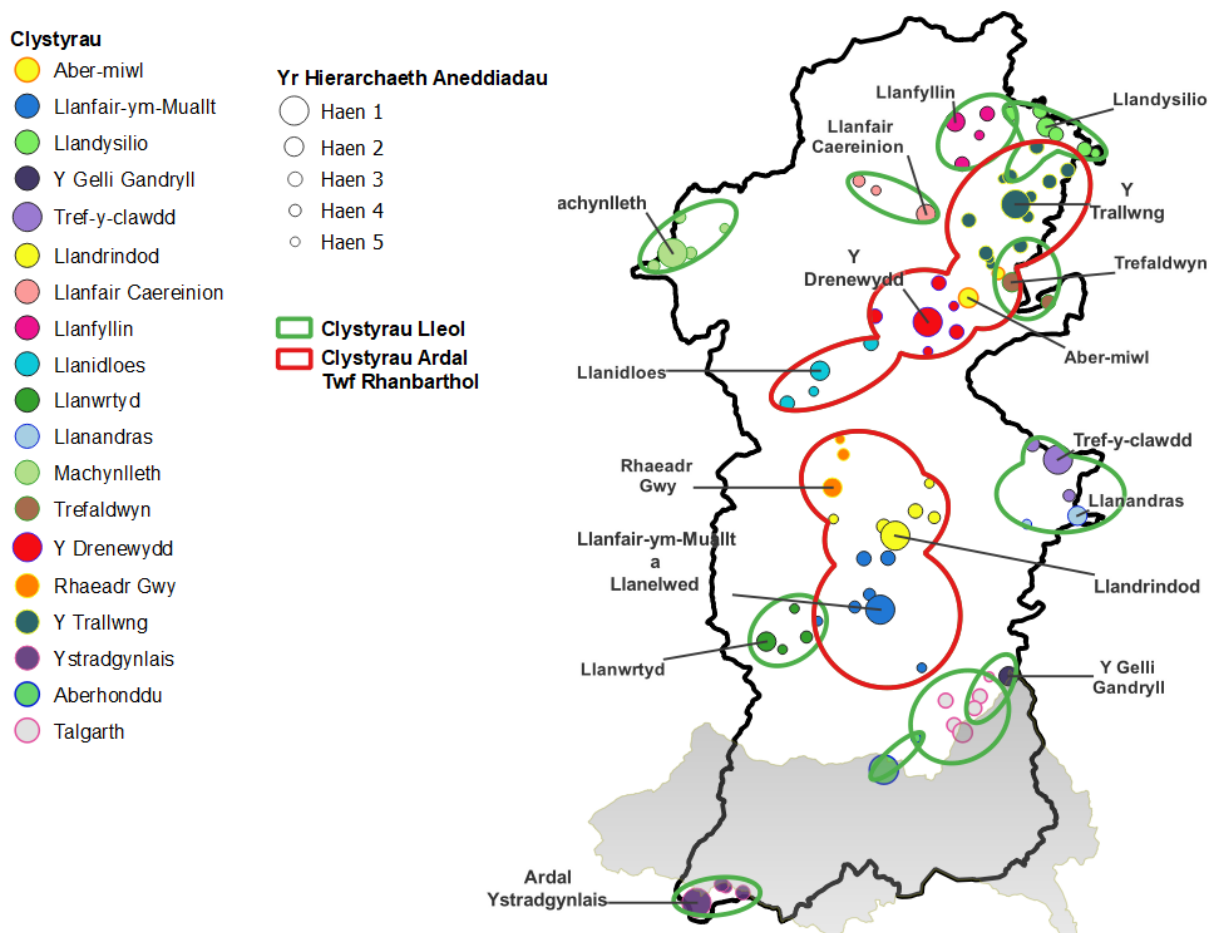 Clystyrau
Aber-miwl
Llanfair-ym-Muallt
Llandysilio
Y Gelli Gandryll
Tref-y-clawdd
Llandrindod
Llanfair Caereinion
Llanfyllin
Llanidloes
Llanwrtyd
Llanandras
Machynlleth
Trefaldwyn
Y Drenewydd
Rhaeadr Gwy
Y Trallwng
Ystradgynlais
Aberhonddu
Talgarth
Yr Hierarchaeth Aneddiadau
Haen 1
Haen 2
Haen 3
Haen 4
Haen 5
Clystyrau Lleol
Clystyrau Ardal
Twf Rhanbarthol
Llanfyllin
Llandysilio
Llanfair
Caereinion
Y
Trallwng
achynlleth
Y
Drenewydd
Trefaldwyn
Aber-miwl
Llanidloes
Tref-y-clawdd
Rhaeadr
Gwy
Llanandras
Llanfair-ym-Muallt
a
Llanelwed
Llandrindod
Llanwrtyd
Y Gelli
Gandryll
Ardal
Ystradgynlais